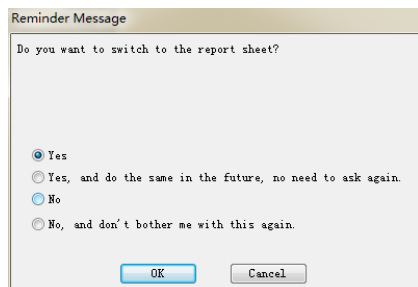 Reminder Message
Do you want to switch to the report sheet?
Yes
Yes, and do the same in the future, no need to ask again.
No
No, and don't bother me with this again.
OK
Cancel